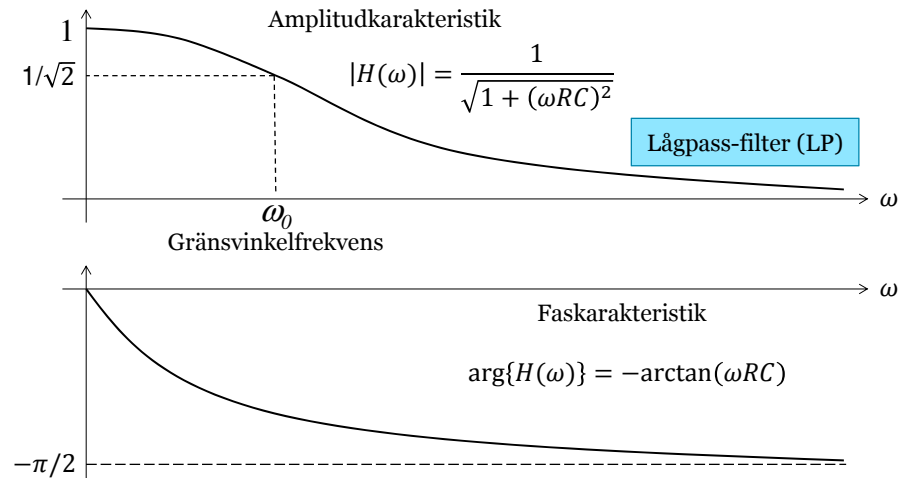 Amplitudkarakteristik
1
1/√2
|H(ω)| = 1/√(1 + (ωRC)²)
Lågpass-filter (LP)
ω
ω₀
Gränsvinkelfrekvens
ω
Faskarakteristik
arg{H(ω)} = −arctan(ωRC)
−π/2